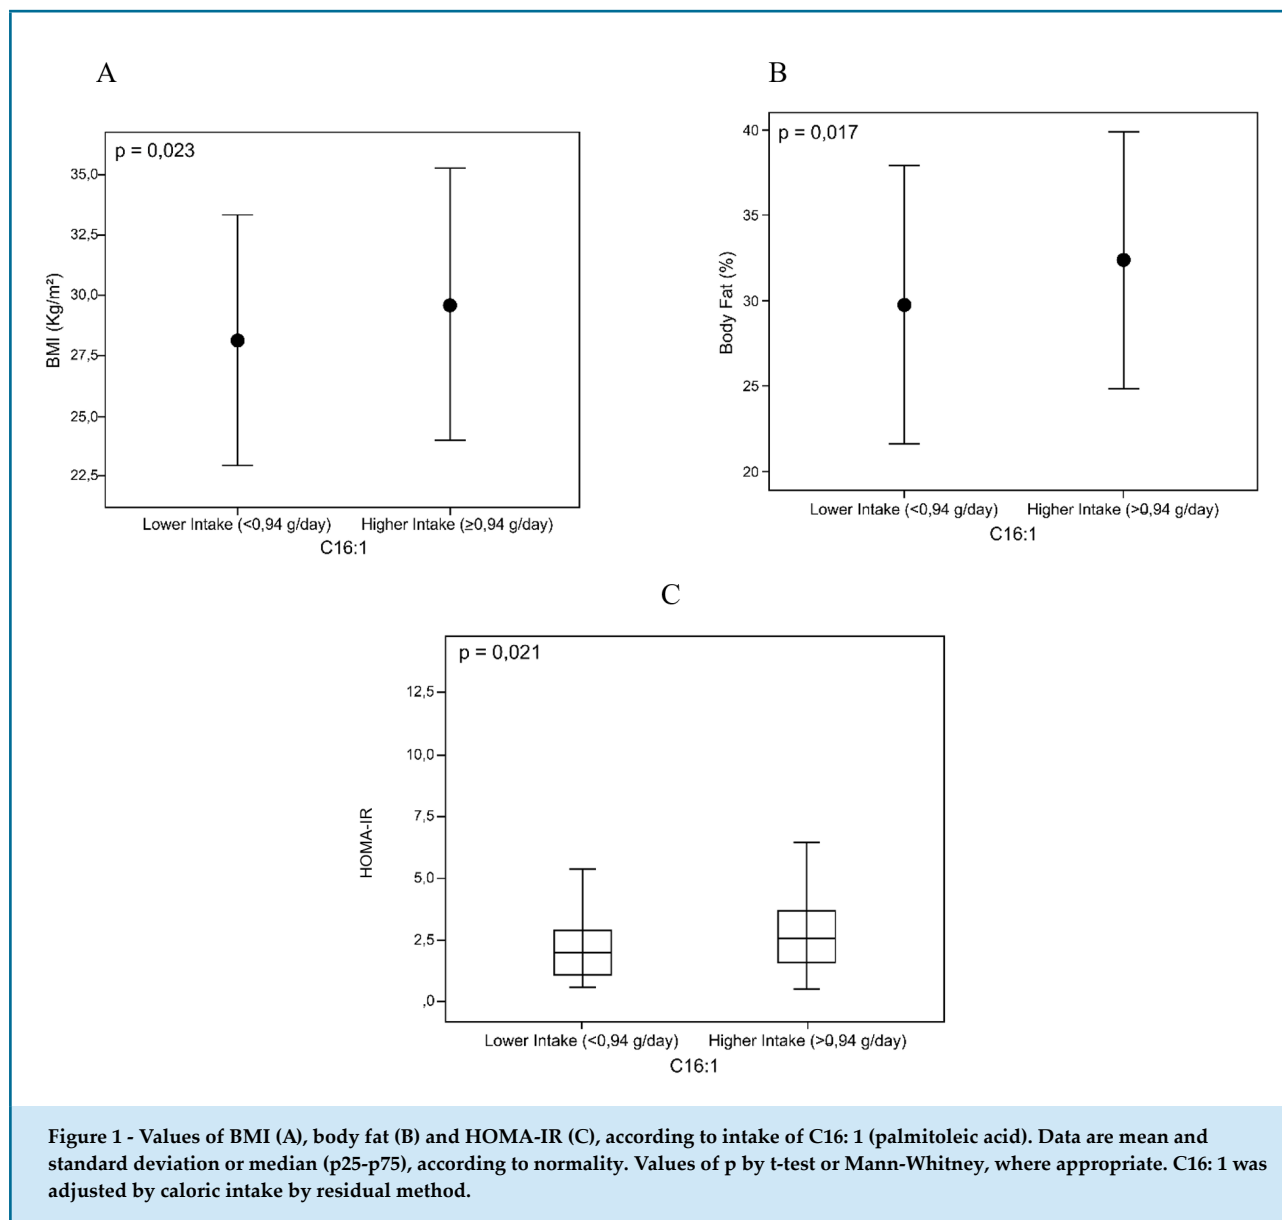 A
p = 0,023
35,0
32,5
30,0
27,5
25,0
22,5
BMI (Kg/m²)
Lower Intake (<0,94 g/day)
Higher Intake (≥0,94 g/day)
C16:1
B
p = 0,017
40
35
30
25
20
Body Fat (%)
Lower Intake (<0,94 g/day)
Higher Intake (>0,94 g/day)
C16:1
C
p = 0,021
12,5
10,0
7,5
5,0
2,5
,0
HOMA-IR
Lower Intake (<0,94 g/day)
Higher Intake (>0,94 g/day)
C16:1
Figure 1 - Values of BMI (A), body fat (B) and HOMA-IR (C), according to intake of C16: 1 (palmitoleic acid). Data are mean and
standard deviation or median (p25-p75), according to normality. Values of p by t-test or Mann-Whitney, where appropriate. C16: 1 was
adjusted by caloric intake by residual method.